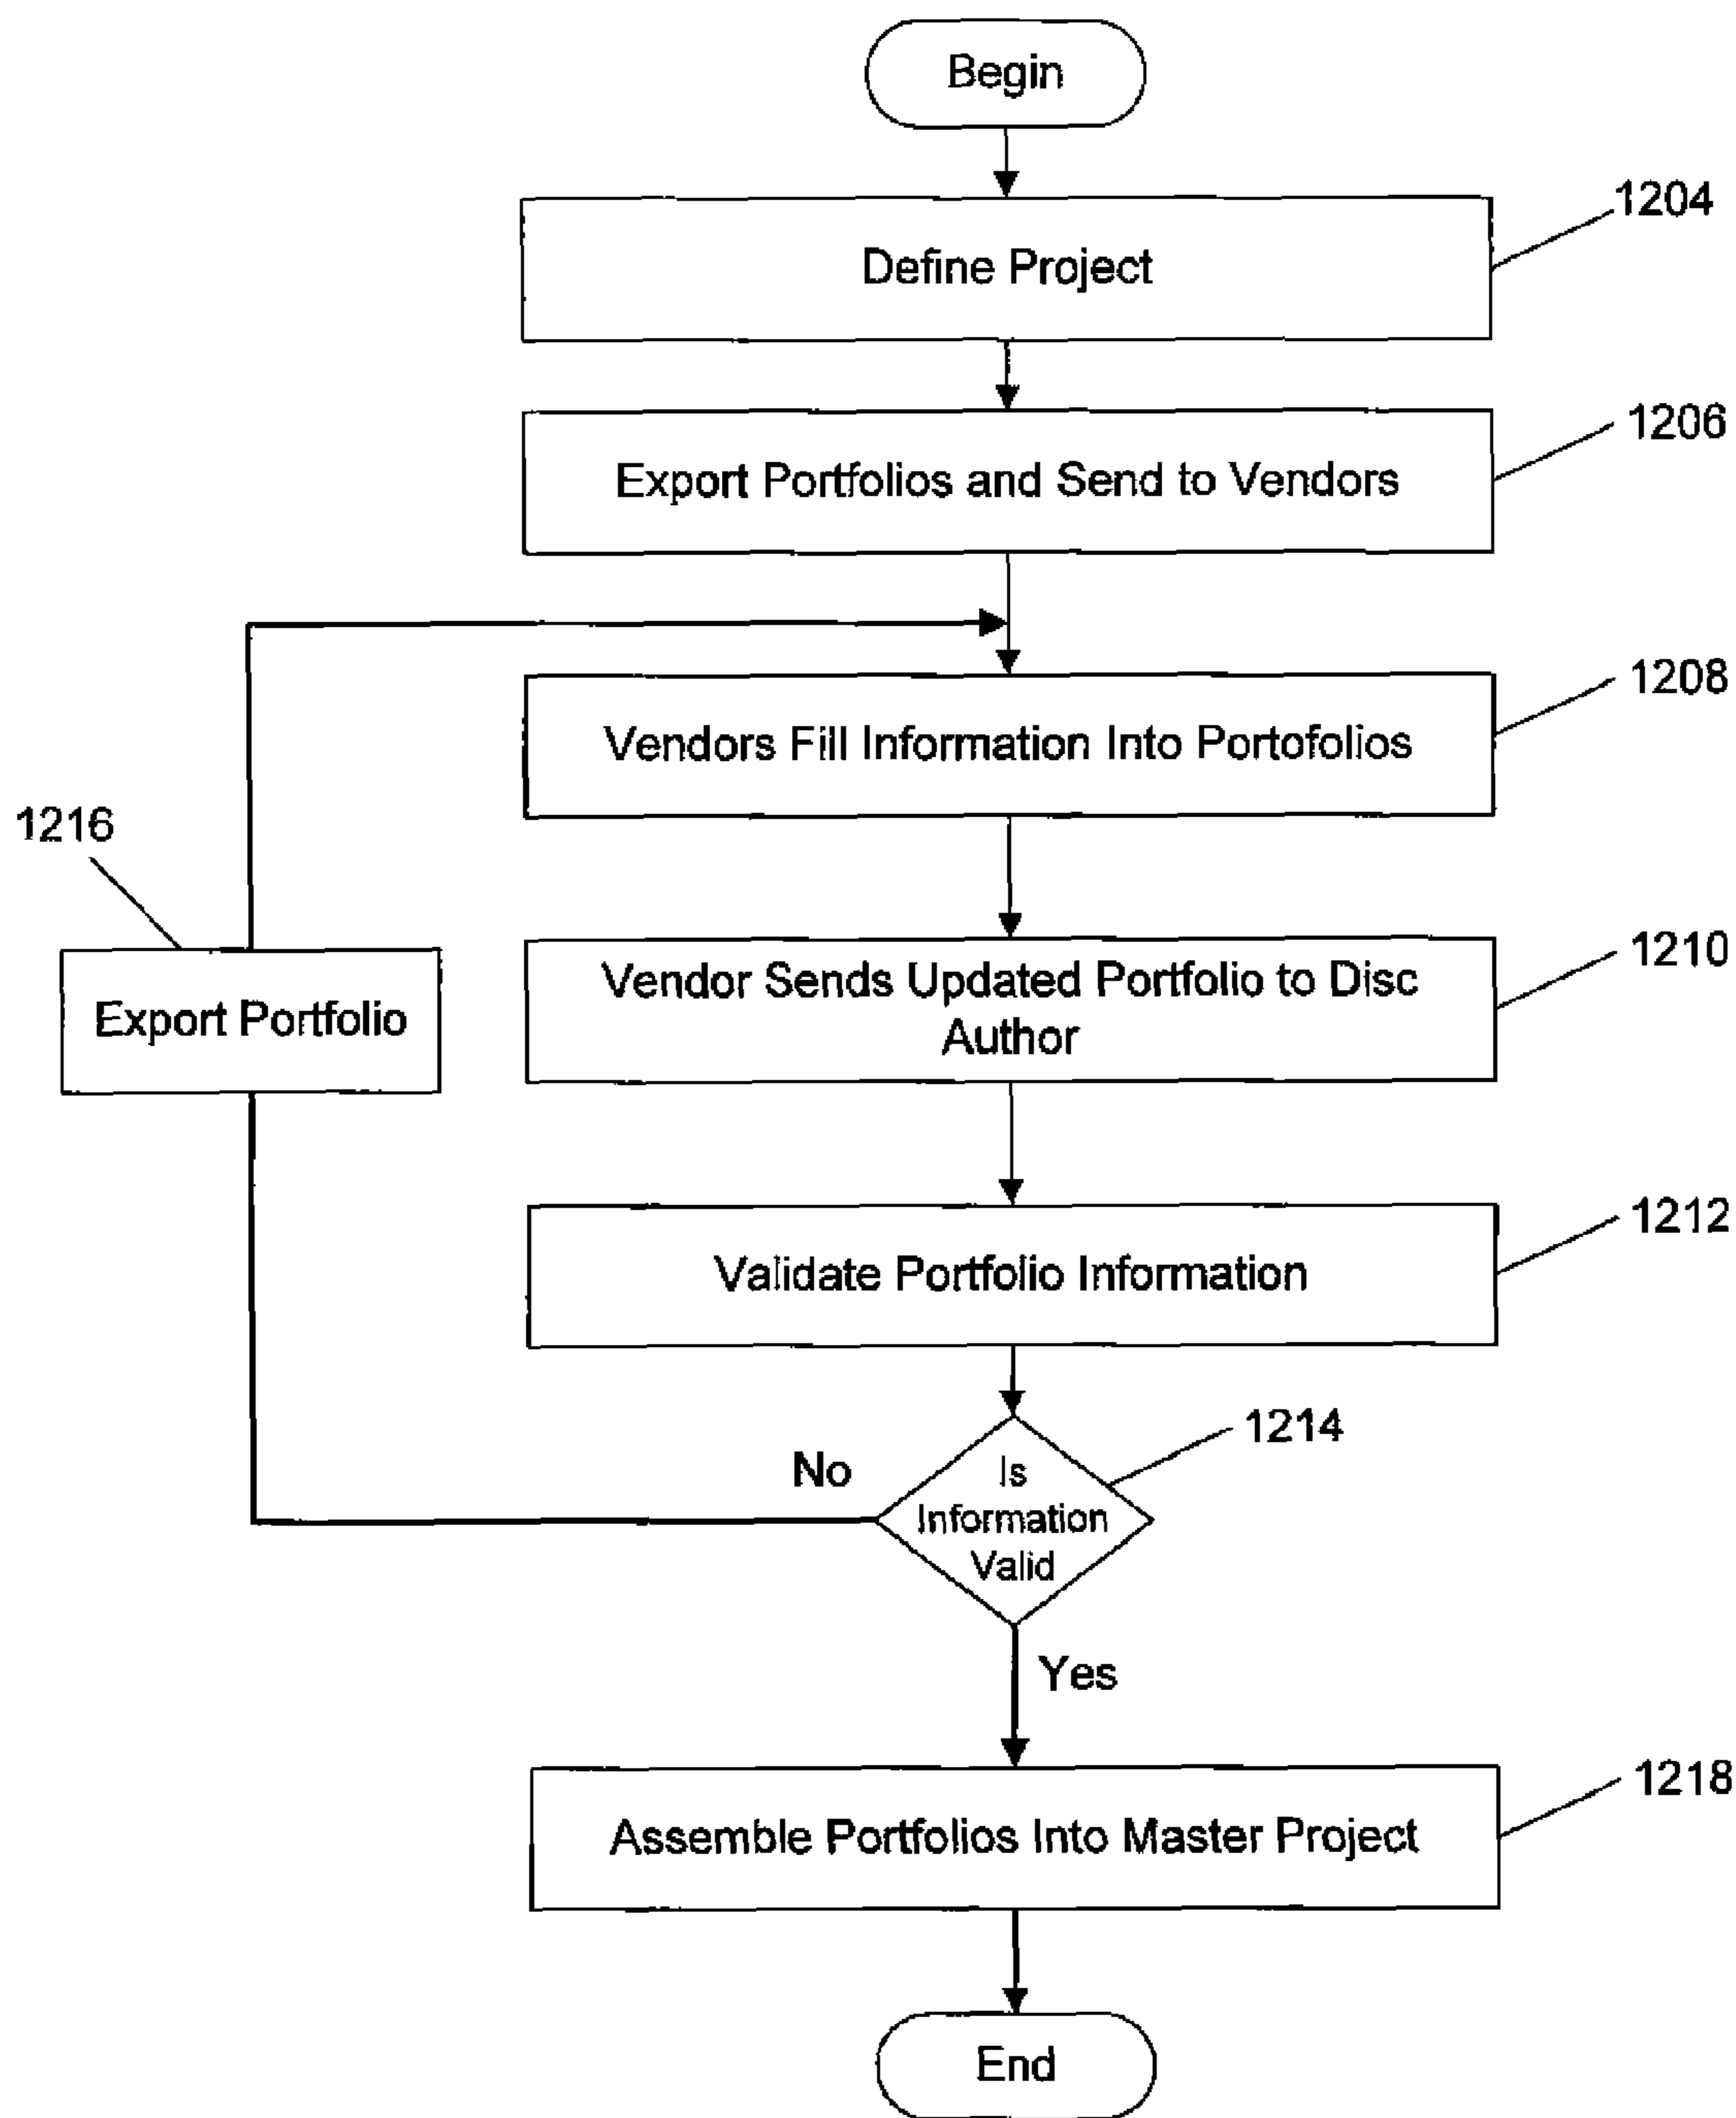 Begin
1204
Define Project
1206
Export Portfolios and Send to Vendors
1208
Vendors Fill Information Into Portofolios
1216
Export Portfolio
1210
Vendor Sends Updated Portfolio to Disc
Author
1212
Validate Portfolio Information
1214
No
Is
Information
Valid
Yes
1218
Assemble Portfolios Into Master Project
End